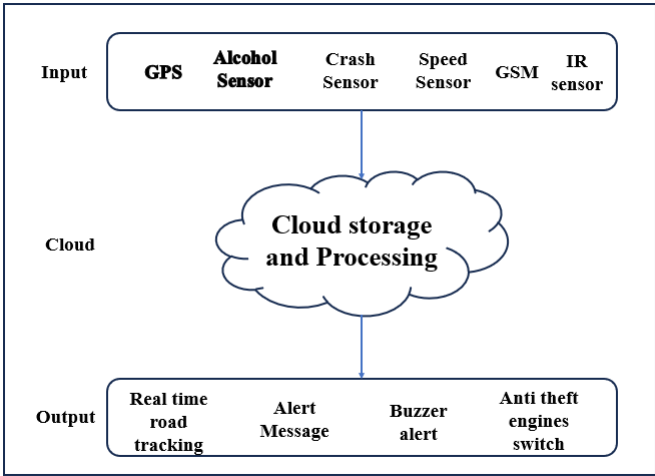 Input
GPS
Alcohol
Sensor
Crash
Sensor
Speed
Sensor
GSM
IR
sensor
Cloud
Cloud storage
and Processing
Output
Real time
road
tracking
Alert
Message
Buzzer
alert
Anti theft
engines
switch